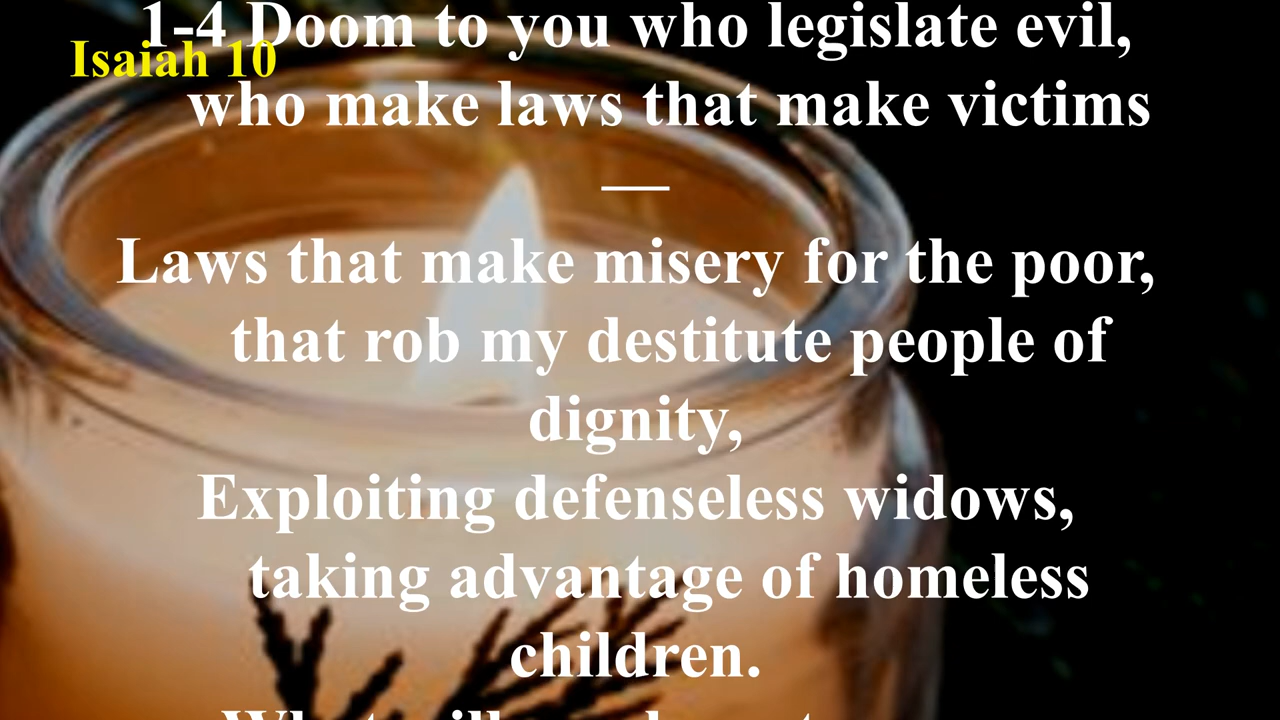 1-4 Doom to you who legislate evil,
Isaiah 10
who make laws that make victims
—
Laws that make misery for the poor,
that rob my destitute people of
dignity,
Exploiting defenseless widows,
taking advantage of homeless
children.